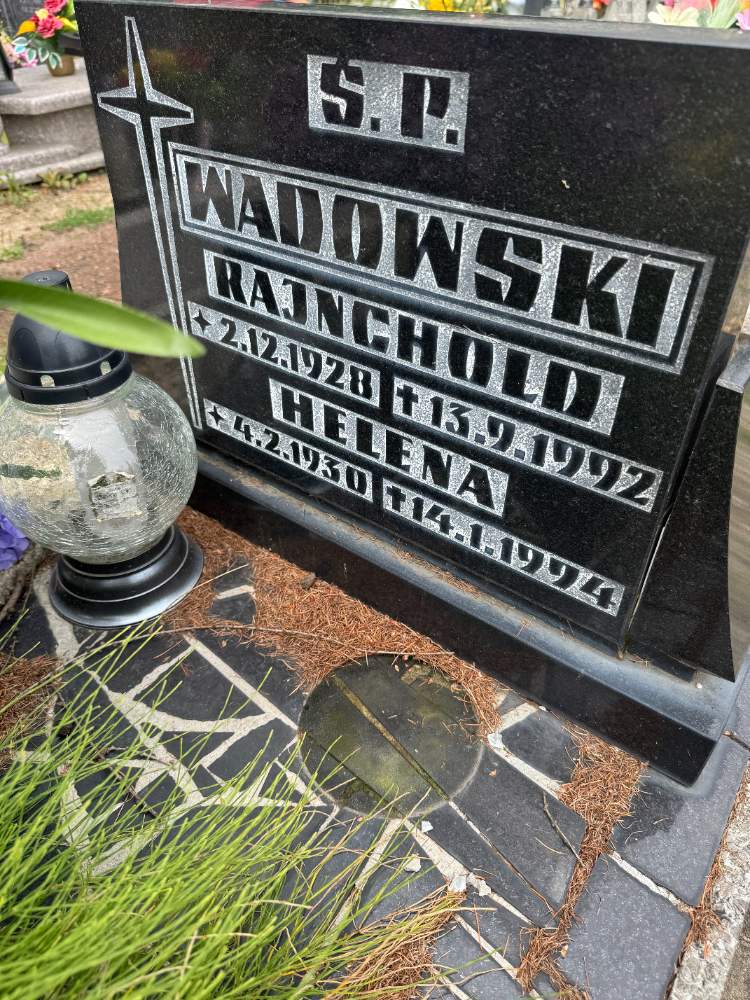 Ś.P.
WADOWSKI
RAJNCHOLD
2.12.1928 †13.9.1992
HELENA
4.2.1930 †14.1.1994